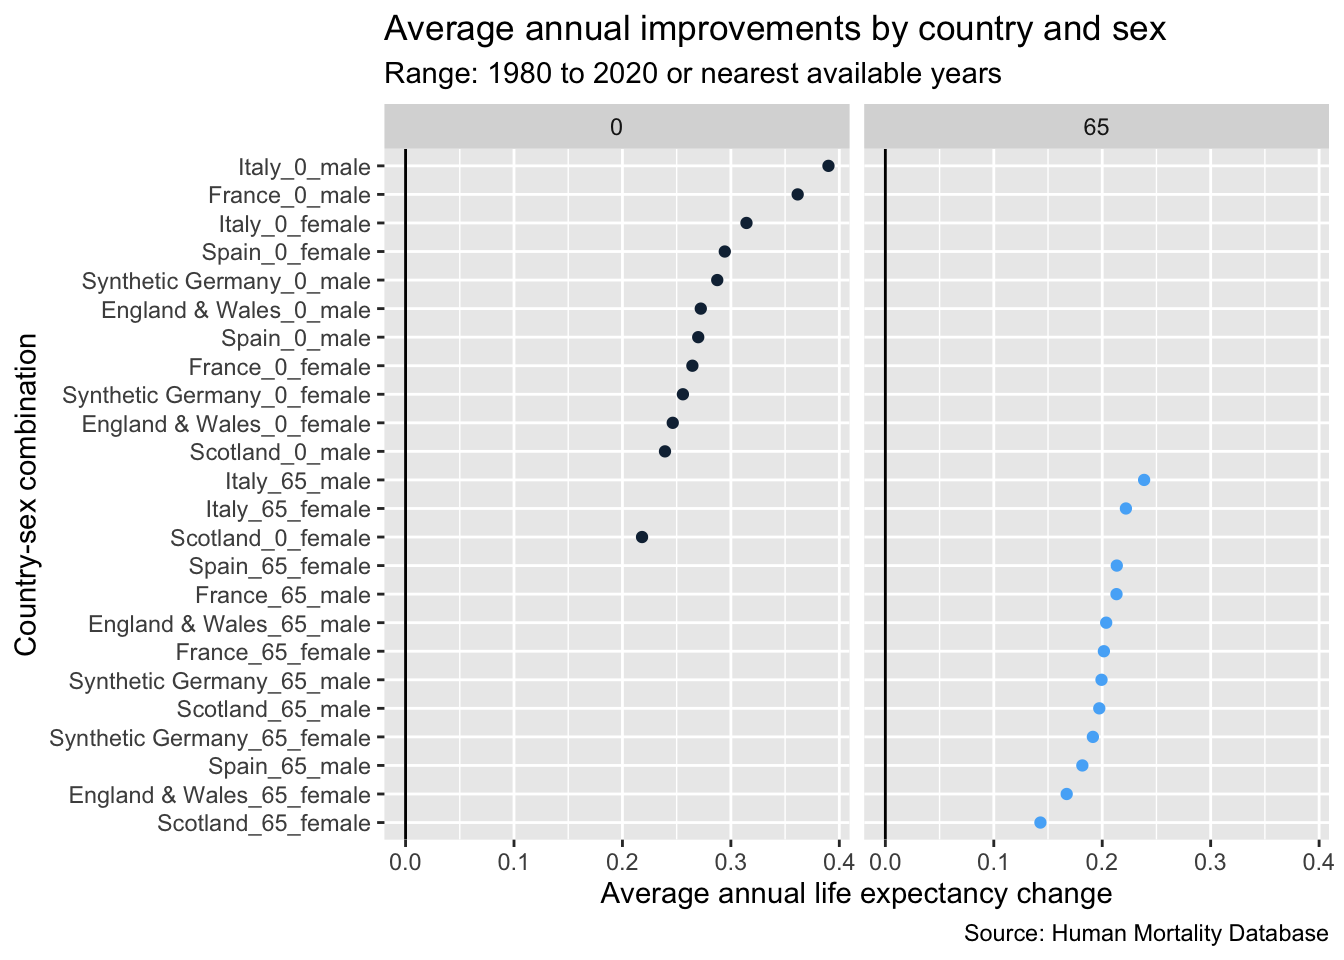 Average annual improvements by country and sex
Range: 1980 to 2020 or nearest available years
0
65
Country-sex combination
Italy_0_male
France_0_male
Italy_0_female
Spain_0_female
Synthetic Germany_0_male
England & Wales_0_male
Spain_0_male
France_0_female
Synthetic Germany_0_female
England & Wales_0_female
Scotland_0_male
Italy_65_male
Italy_65_female
Scotland_0_female
Spain_65_female
France_65_male
England & Wales_65_male
France_65_female
Synthetic Germany_65_male
Scotland_65_male
Synthetic Germany_65_female
Spain_65_male
England & Wales_65_female
Scotland_65_female
0.0 0.1 0.2 0.3 0.4 0.0 0.1 0.2 0.3 0.4
Average annual life expectancy change
Source: Human Mortality Database